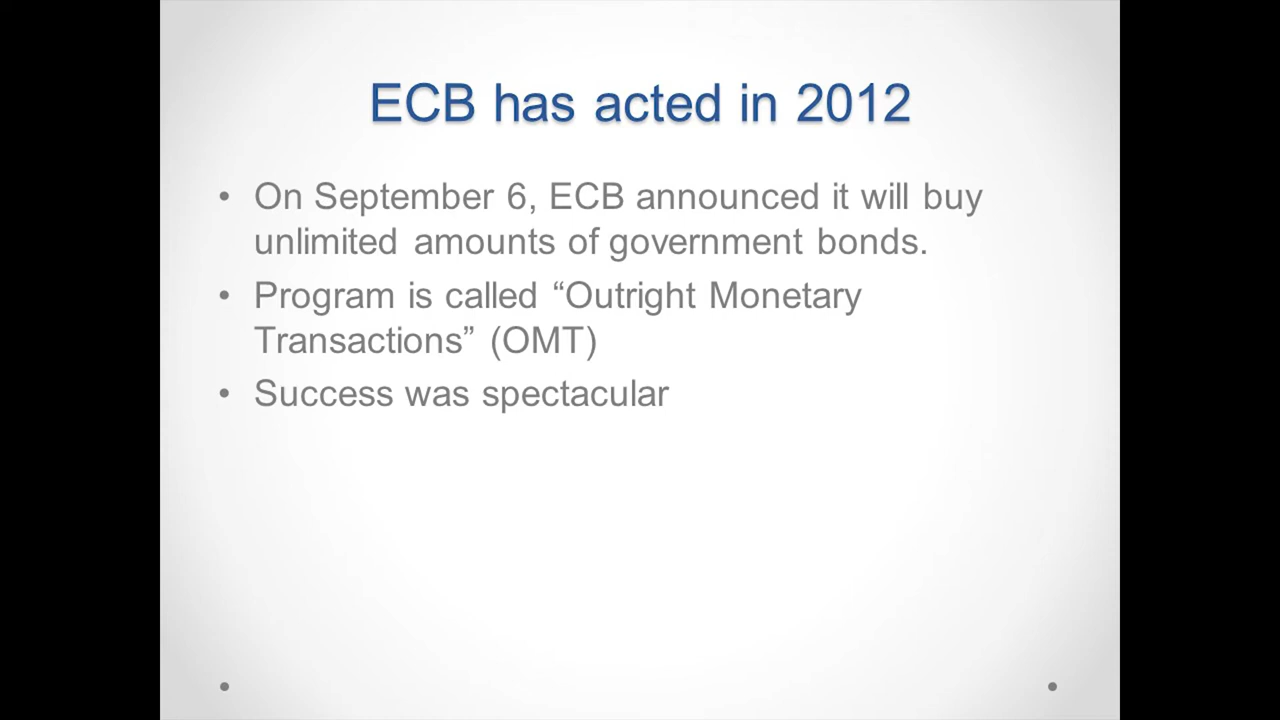 ECB has acted in 2012
• On September 6, ECB announced it will buy
unlimited amounts of government bonds.
• Program is called “Outright Monetary
Transactions” (OMT)
• Success was spectacular